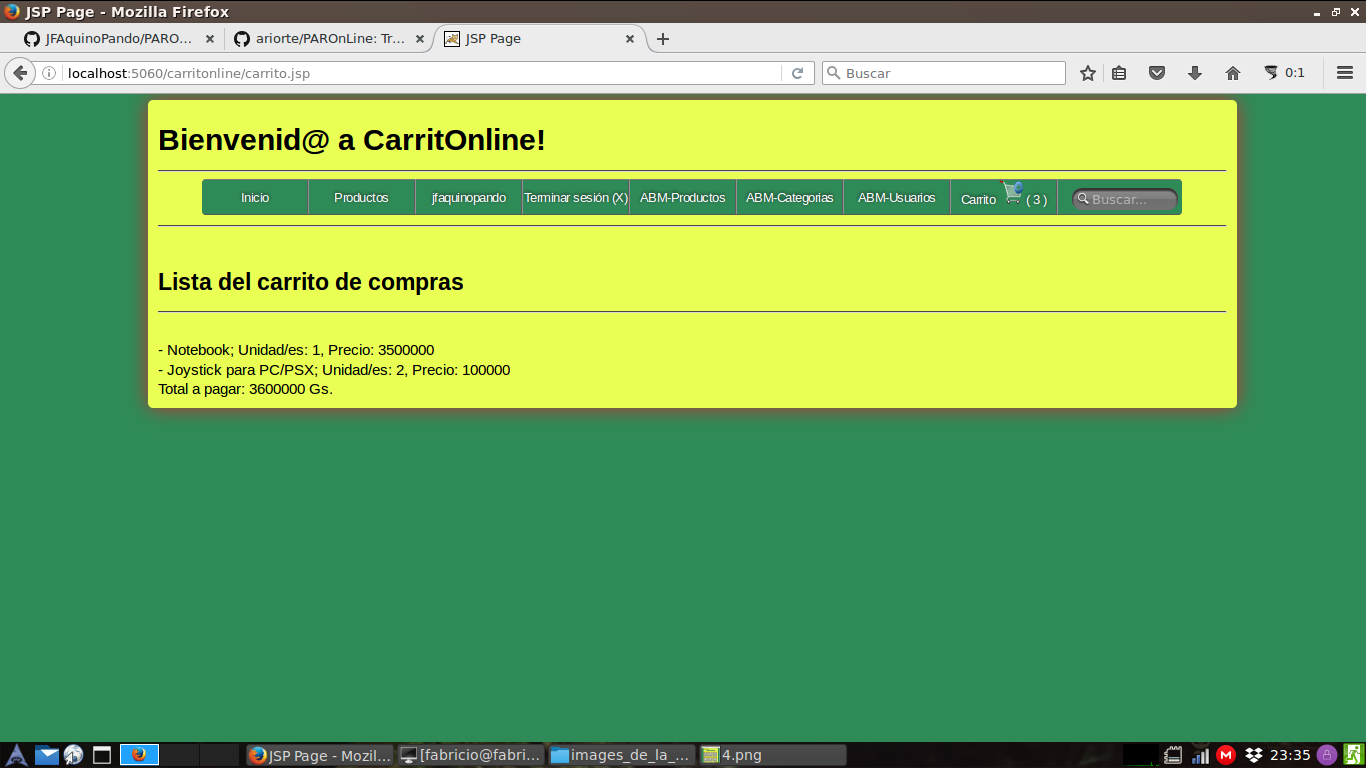 JSP Page - Mozilla Firefox
JFAquinoPando/PARO...
ariorte/PAROnLine: Tr...
JSP Page
localhost:5060/carritonline/carrito.jsp
Buscar
0:1
Bienvenid@ a CarritOnline!
Inicio
Productos
jfaquinopando
Terminar sesión (X)
ABM-Productos
ABM-Categorias
ABM-Usuarios
Carrito ( 3 )
Buscar...
Lista del carrito de compras
- Notebook; Unidad/es: 1, Precio: 3500000
- Joystick para PC/PSX; Unidad/es: 2, Precio: 100000
Total a pagar: 3600000 Gs.
JSP Page - Mozil...
[fabricio@fabri...
images_de_la_...
4.png
23:35